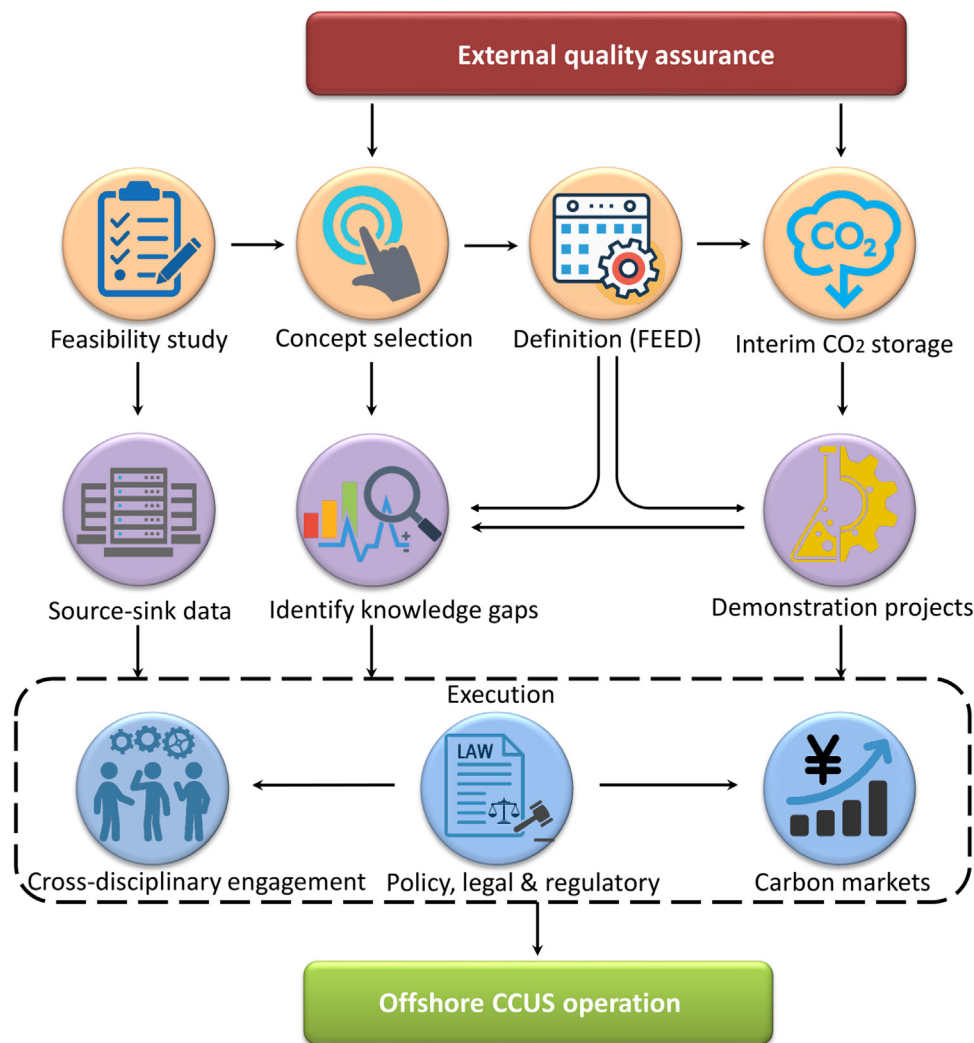 External quality assurance
CO2
Feasibility study
Concept selection
Definition (FEED)
Interim CO2 storage
+
=
Source-sink data
Identify knowledge gaps
Demonstration projects
Execution
LAW
¥
Cross-disciplinary engagement
Policy, legal & regulatory
Carbon markets
Offshore CCUS operation